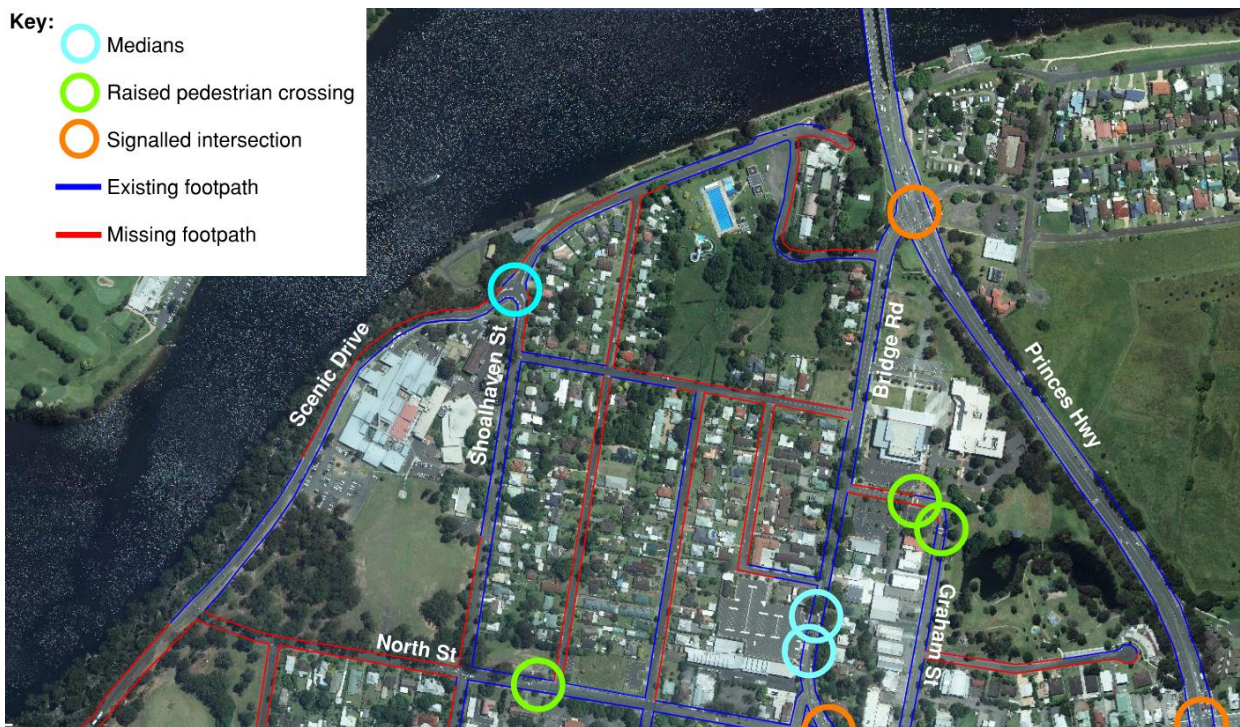 Key:
Medians
Raised pedestrian crossing
Signalled intersection
Existing footpath
Missing footpath
Scenic Drive
Shoalhaven St
Bridge Rd
Princes Hwy
North St
Graham St